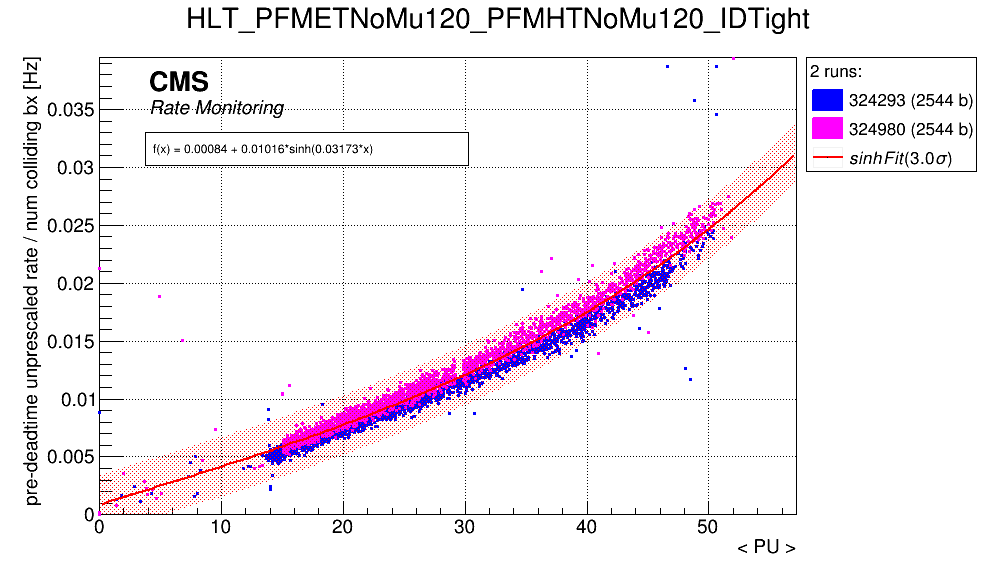 HLT_PFMETNoMu120_PFMHTNoMu120_IDTight
pre-deadtime unprescaled rate / num colliding bx [Hz]
CMS
Rate Monitoring
f(x) = 0.00084 + 0.01016*sinh(0.03173*x)
2 runs:
324293 (2544 b)
324980 (2544 b)
sinhFit(3.0σ)
0.035
0.03
0.025
0.02
0.015
0.01
0.005
0
0 10 20 30 40 50
< PU >